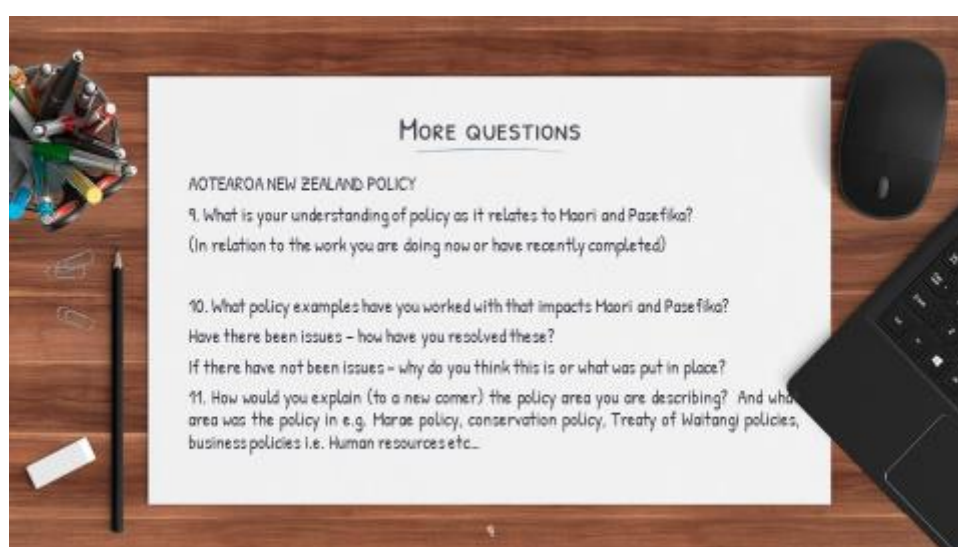 MORE QUESTIONS
AOTEAROA NEW ZEALAND POLICY
9. What is your understanding of policy as it relates to Maori and Pasefika?
(In relation to the work you are doing now or have recently completed)
10. What policy examples have you worked with that impacts Maori and Pasefika?
Have there been issues – how have you resolved these?
If there have not been issues – why do you think this is or what was put in place?
11. How would you explain (to a new comer) the policy area you are describing? And
area was the policy in e.g. Marae policy, conservation policy, Treaty of Waitangi policies,
business policies i.e. Human resources etc…
9